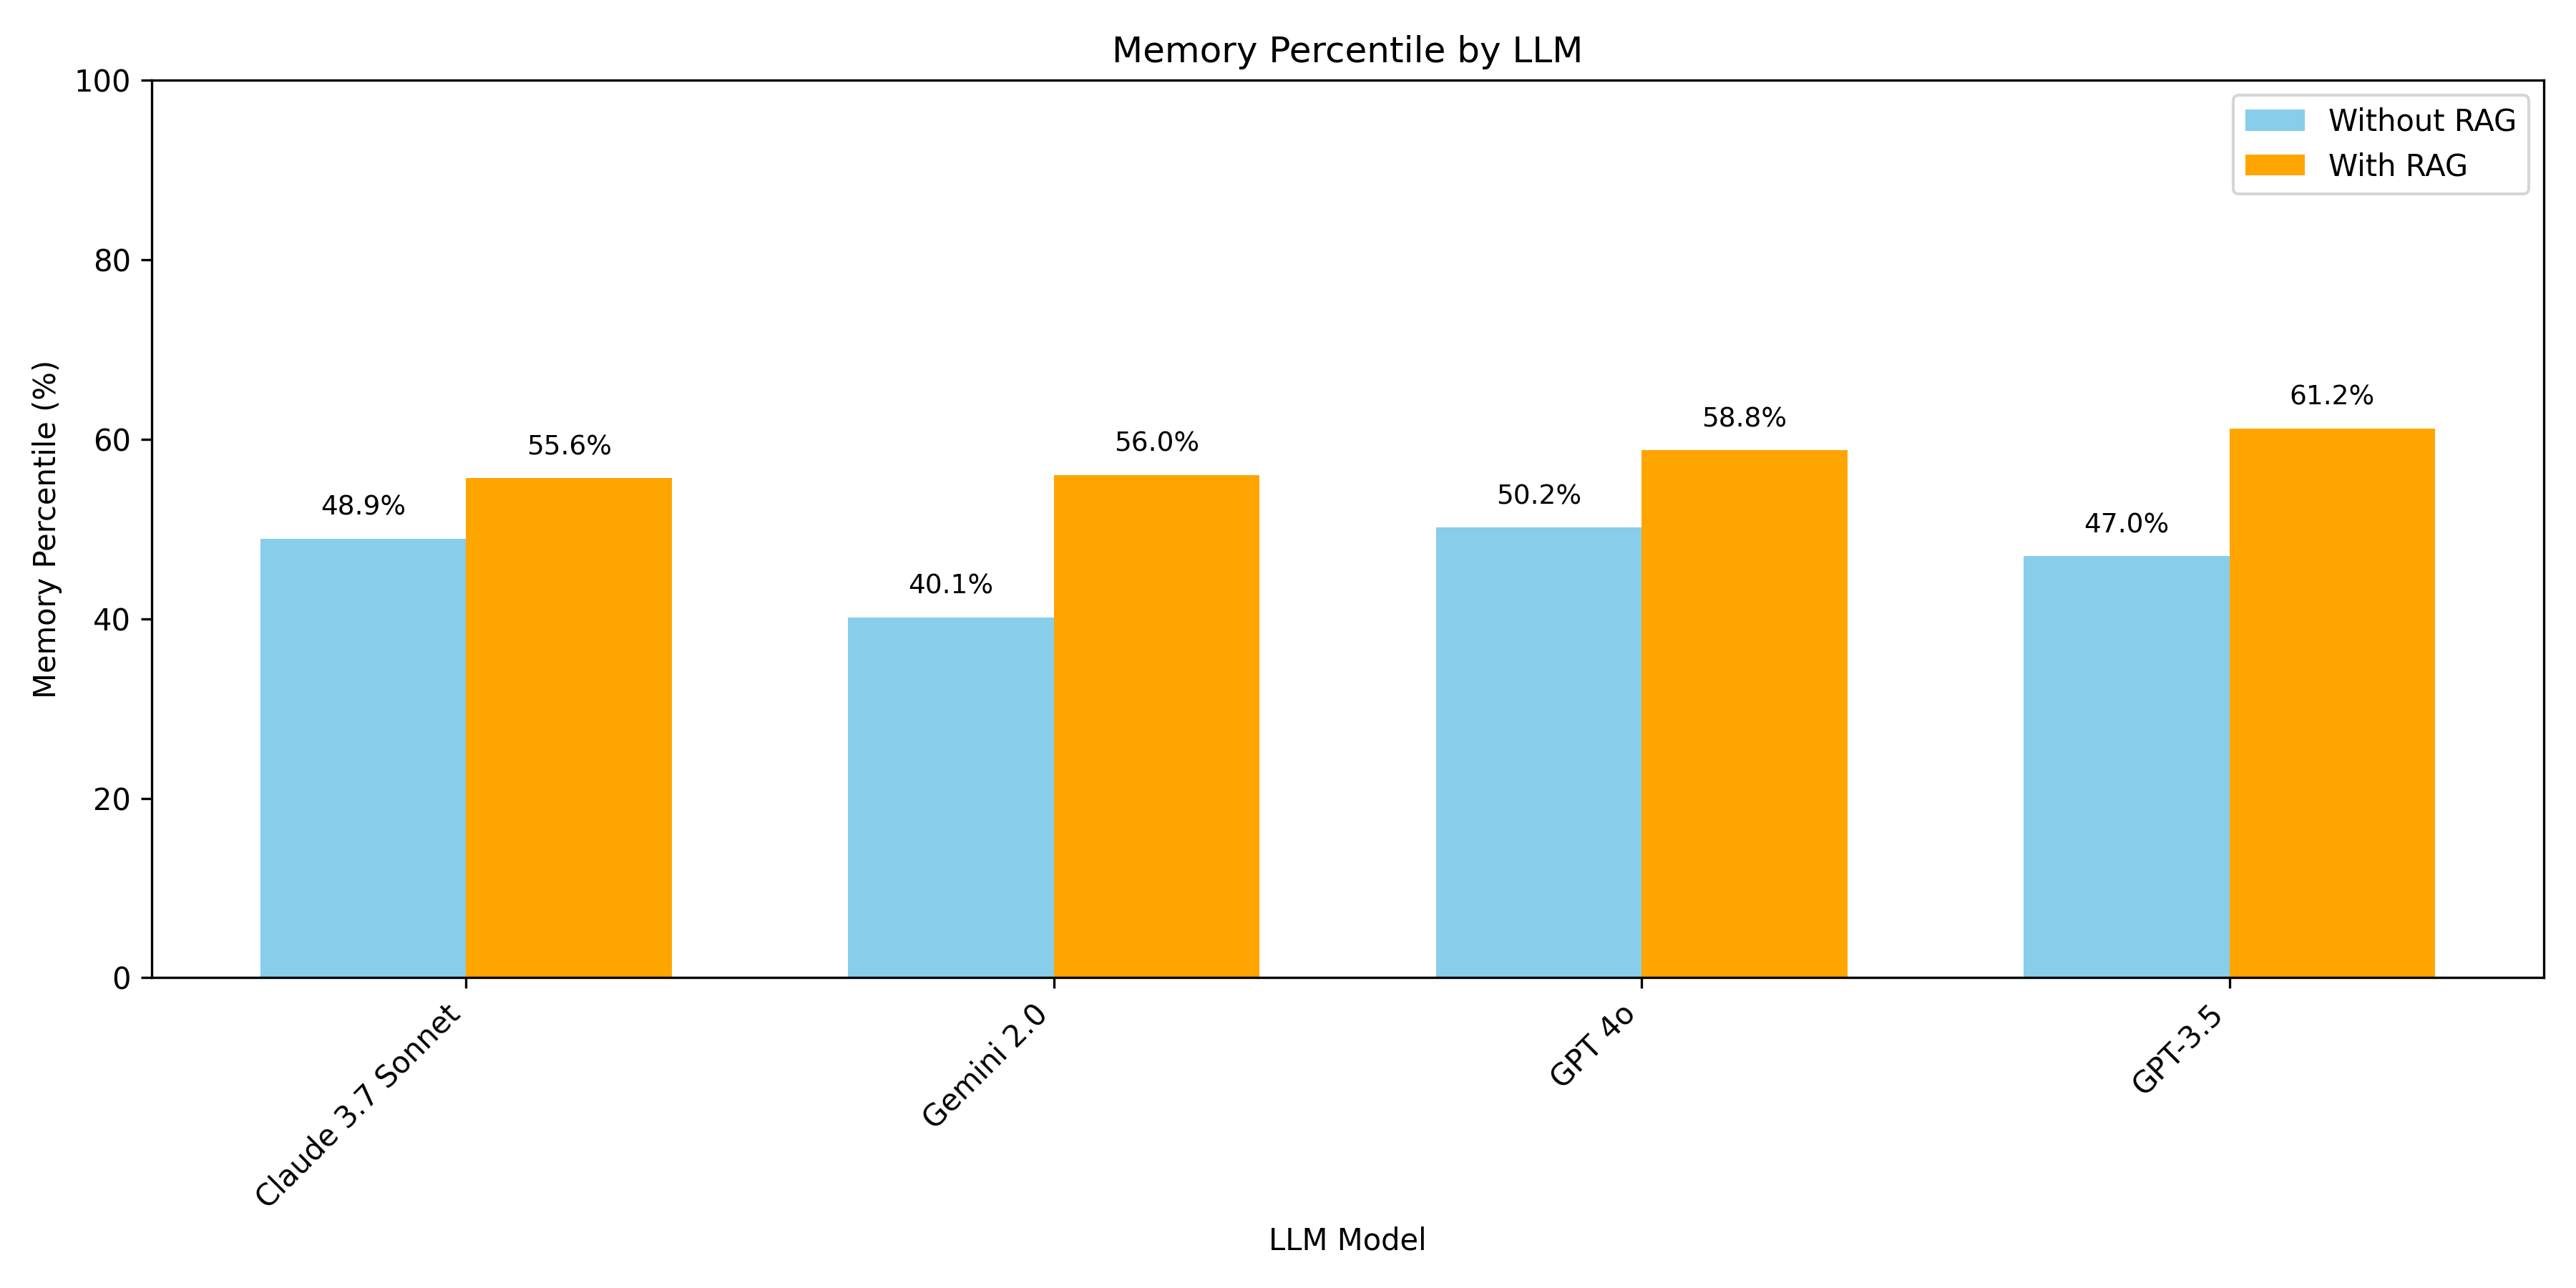 Memory Percentile by LLM
Memory Percentile (%)
100
80
60
40
20
0
Without RAG
With RAG
48.9%
55.6%
40.1%
56.0%
50.2%
58.8%
47.0%
61.2%
Claude 3.7 Sonnet
Gemini 2.0
GPT 4o
GPT-3.5
LLM Model